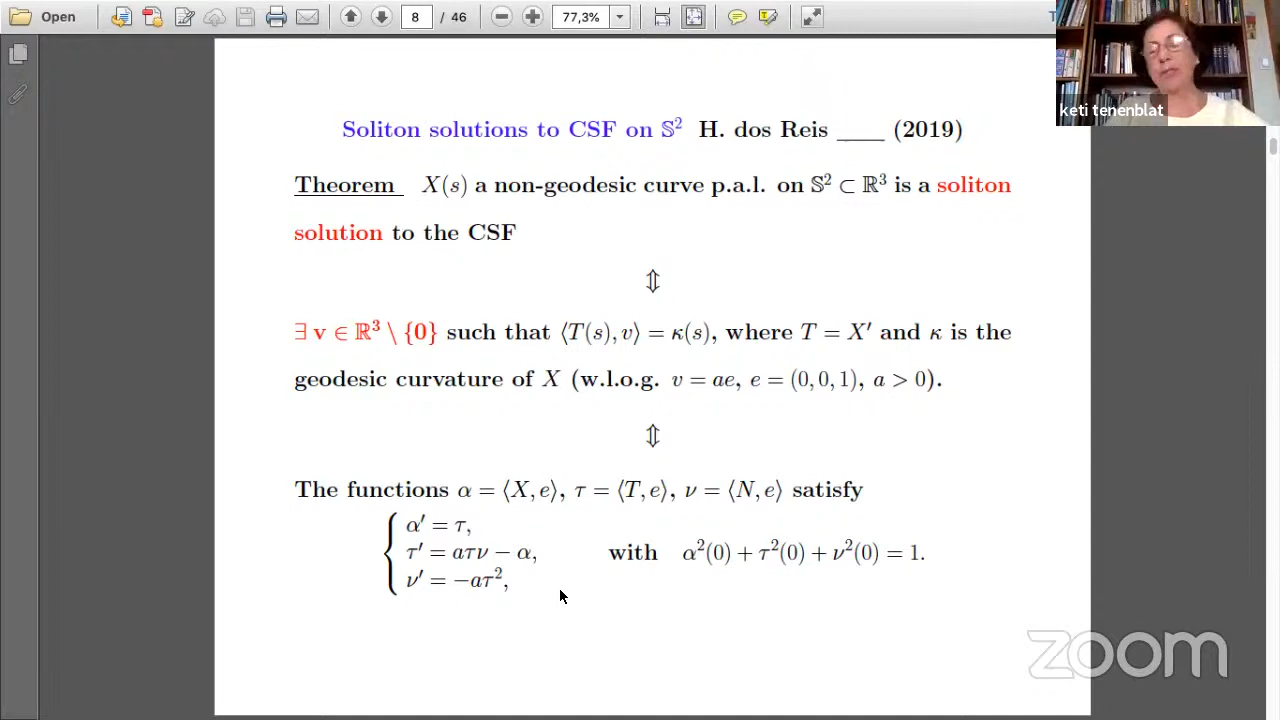 Open
8 / 46
77,3%
keti tenenblat
Soliton solutions to CSF on 𝕊² H. dos Reis ____ (2019)
Theorem X(s) a non-geodesic curve p.a.l. on 𝕊² ⊂ ℝ³ is a soliton
solution to the CSF
⇕
∃ v ∈ ℝ³ \ {0} such that ⟨T(s), v⟩ = κ(s), where T = X′ and κ is the
geodesic curvature of X (w.l.o.g. v = ae, e = (0, 0, 1), a > 0).
⇕
The functions α = ⟨X, e⟩, τ = ⟨T, e⟩, ν = ⟨N, e⟩ satisfy
α′ = τ,
τ′ = aτν − α, with α²(0) + τ²(0) + ν²(0) = 1.
ν′ = −aτ²,
zoom